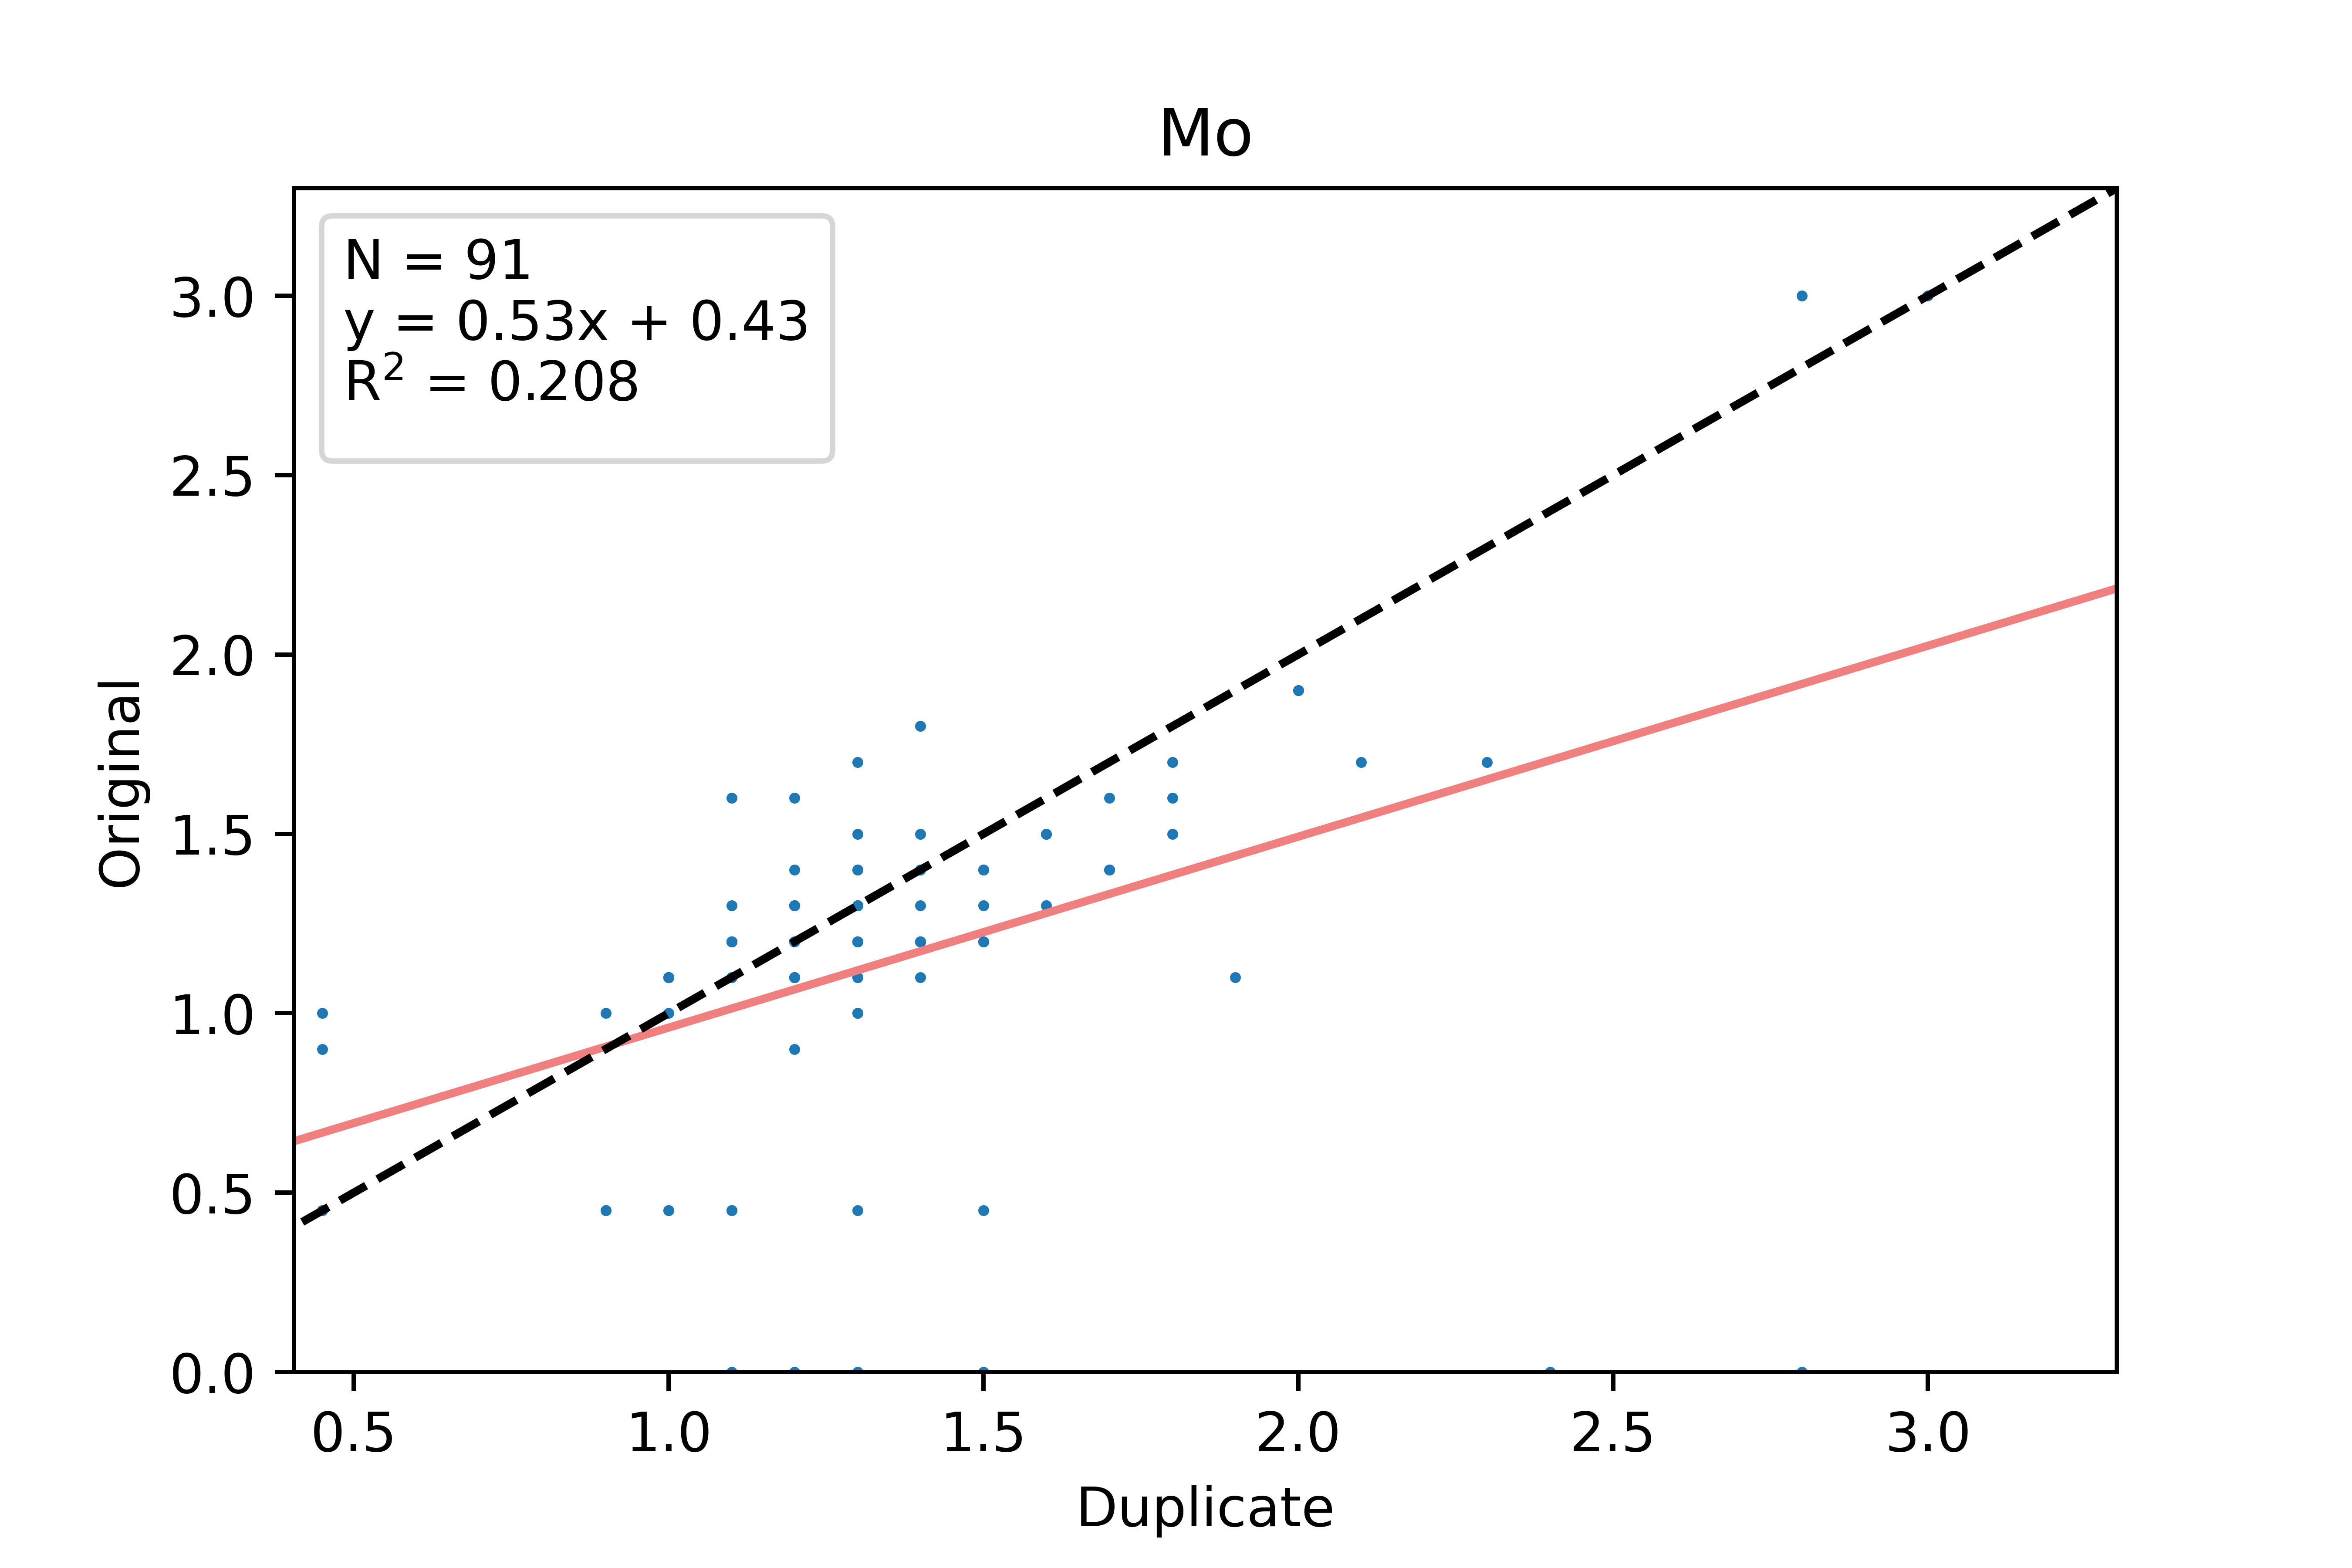 Mo
N = 91
y = 0.53x + 0.43
R² = 0.208
3.0
2.5
2.0
1.5
1.0
0.5
0.0
Original
0.5 1.0 1.5 2.0 2.5 3.0
Duplicate